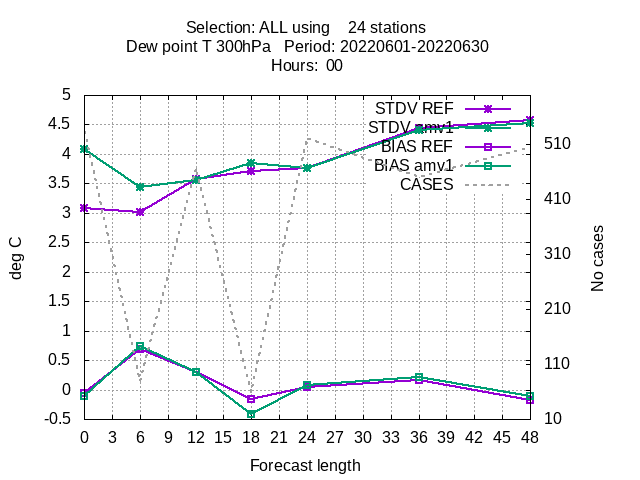 Selection: ALL using    24 stations
Dew point T 300hPa   Period: 20220601-20220630
Hours:  00
5
4.5
4
3.5
3
2.5
2
1.5
1
0.5
0
-0.5
deg C
STDV REF
STDV amv1
BIAS REF
BIAS amv1
CASES
510
410
310
210
110
10
No cases
0 3 6 9 12 15 18 21 24 27 30 33 36 39 42 45 48
Forecast length